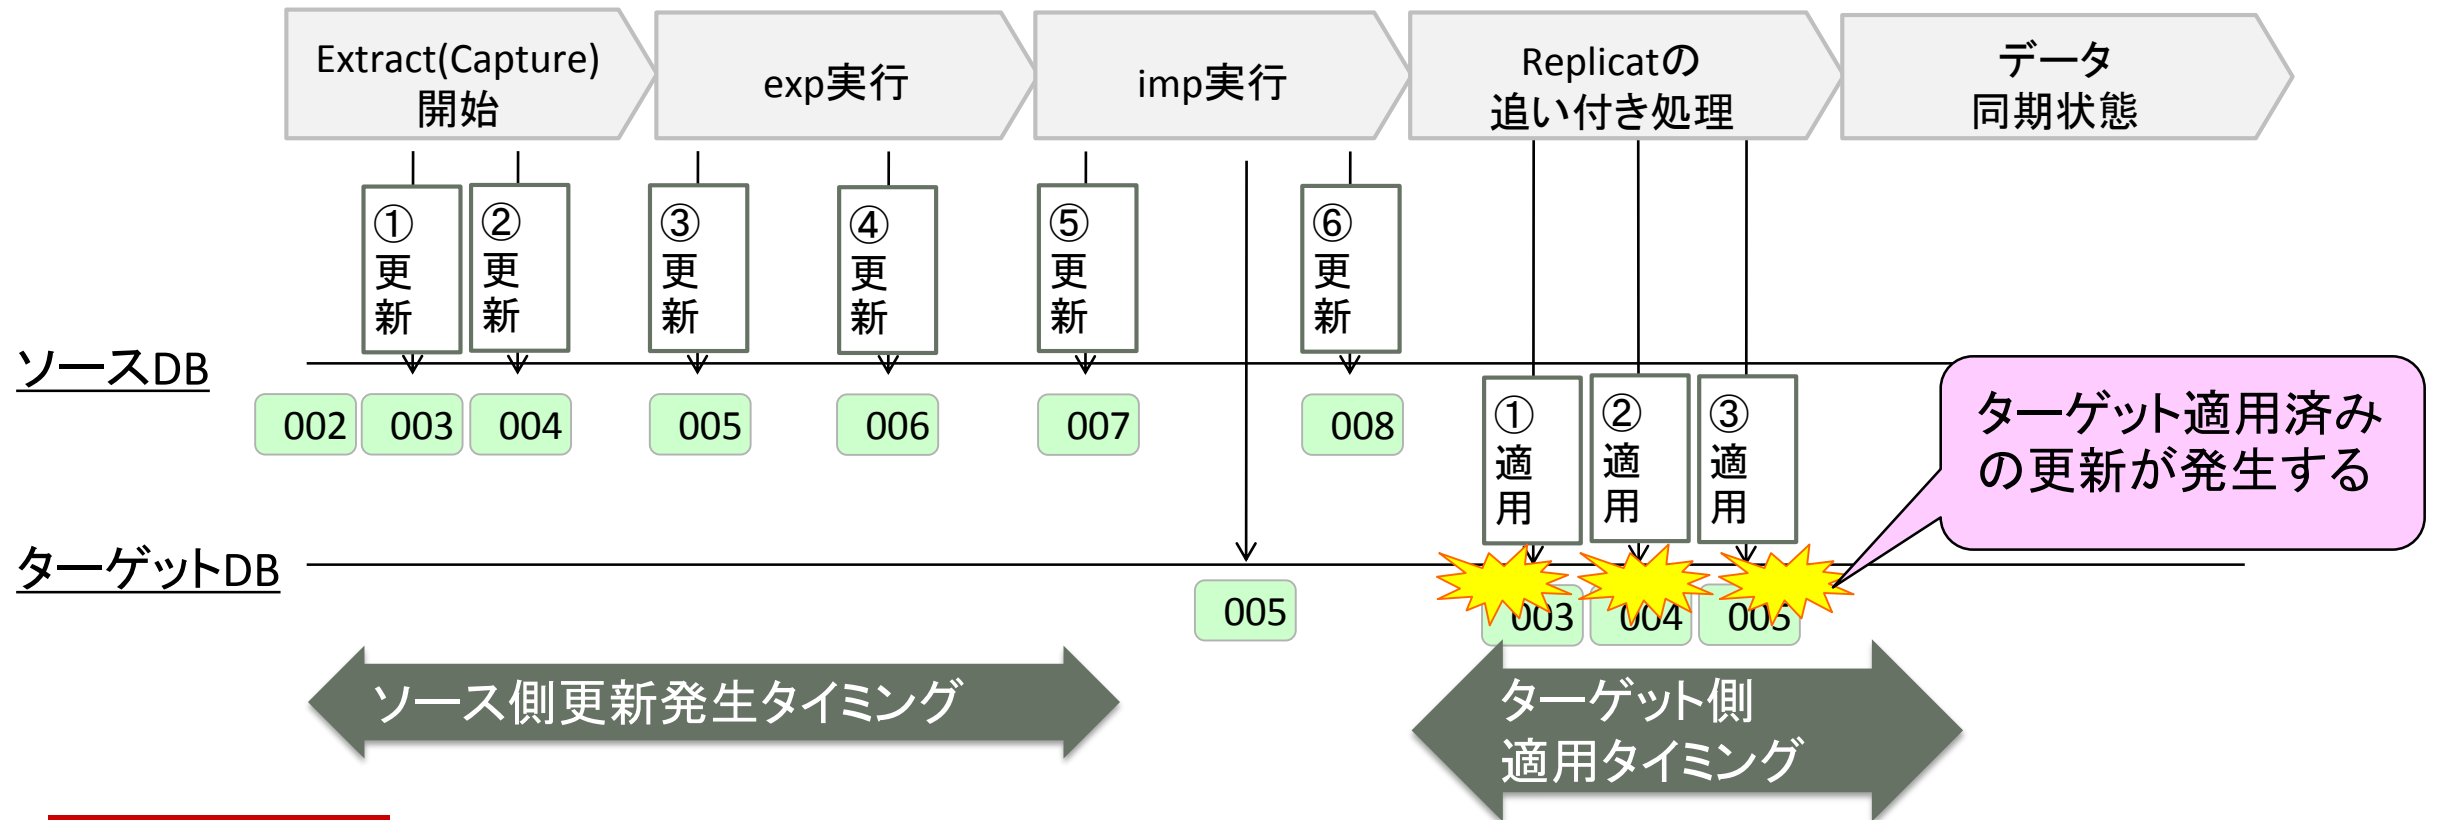 Extract(Capture)
開始
exp実行
imp実行
Replicatの
追い付き処理
データ
同期状態
①
更
新
②
更
新
③
更
新
④
更
新
⑤
更
新
⑥
更
新
ソースDB
002
003
004
005
006
007
008
①
適
用
②
適
用
③
適
用
ターゲット適用済み
の更新が発生する
ターゲットDB
005
003
004
005
ソース側更新発生タイミング
ターゲット側
適用タイミング